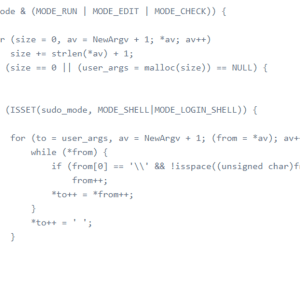 ode & (MODE_RUN | MODE_EDIT | MODE_CHECK)) {
r (size = 0, av = NewArgv + 1; *av; av++)
size += strlen(*av) + 1;
(size == 0 || (user_args = malloc(size)) == NULL) {
(ISSET(sudo_mode, MODE_SHELL|MODE_LOGIN_SHELL)) {
for (to = user_args, av = NewArgv + 1; (from = *av); av+
while (*from) {
if (from[0] == '\\' && !isspace((unsigned char)f
from++;
*to++ = *from++;
}
*to++ = ' ';
}